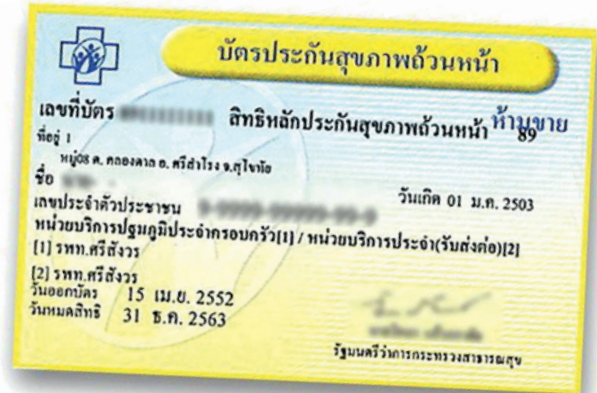 บัตรประกันสุขภาพถ้วนหน้า
เลขที่บัตร สิทธิหลักประกันสุขภาพถ้วนหน้า 89 ห้ามขาย
ที่อยู่ 1
หมู่08 ต. คลองตาล อ. ศรีสำโรง จ.สุโขทัย
ชื่อ วันเกิด 01 ม.ค. 2503
เลขประจำตัวประชาชน
หน่วยบริการปฐมภูมิประจำครอบครัว[1] / หน่วยบริการประจำ(รับส่งต่อ)[2]
[1] รพท.ศรีสังวร
[2] รพท.ศรีสังวร
วันออกบัตร 15 เม.ย. 2552
วันหมดสิทธิ 31 ธ.ค. 2563
รัฐมนตรีว่าการกระทรวงสาธารณสุข